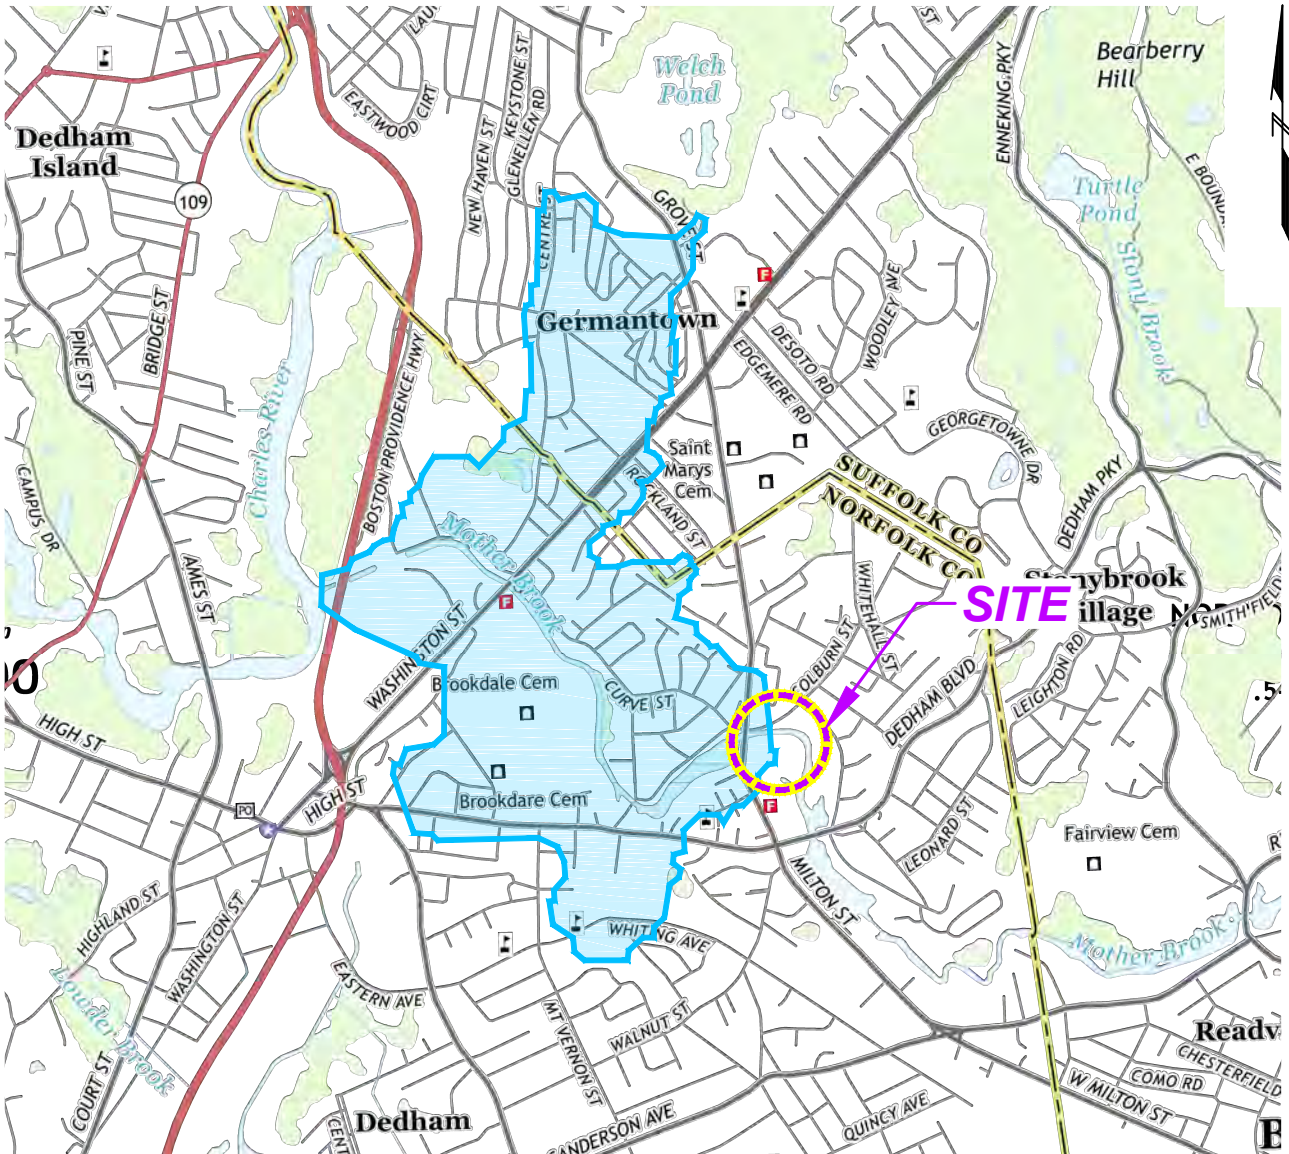 Bearberry
Hill
Welch
Pond
EASTWOOD CIRT
KEYSTONE ST
GLENELLEN RD
NEW HAVEN ST
ENNEKING PKY
Dedham
Island
109
Turtle
Pond
Stony Brook
CENTRE ST
GROVE ST
F
BRIDGE ST
PINE ST
Germantown
WOODLEY AVE
DESOTO RD
EDGEMERE RD
Charles River
BOSTON PROVIDENCE HWY
GEORGETOWNE DR
Saint
Marys
Cem
ROCKLAND ST
SUFFOLK CO
NORFOLK CO
DEDHAM PKY
CAMPUS DR
AMES ST
Mother Brook
F
WHITEHALL ST
Stonybrook
Village
SITE
SMITHFIELD
WASHINGTON ST
COLBURN ST
LEIGHTON RD
DEDHAM BLVD
Brookdale Cem
CURVE ST
HIGH ST
HIGH ST
PO
Brookdare Cem
F
LEONARD ST
Fairview Cem
MILTON ST
HIGHLAND ST
WASHINGTON ST
WHITING AVE
Mother Brook
Lowder Brook
EASTERN AVE
MT VERNON ST
WALNUT ST
COURT ST
CHESTERFIELD
COMO RD
W MILTON ST
QUINCY AVE
SANDERSON AVE
Dedham